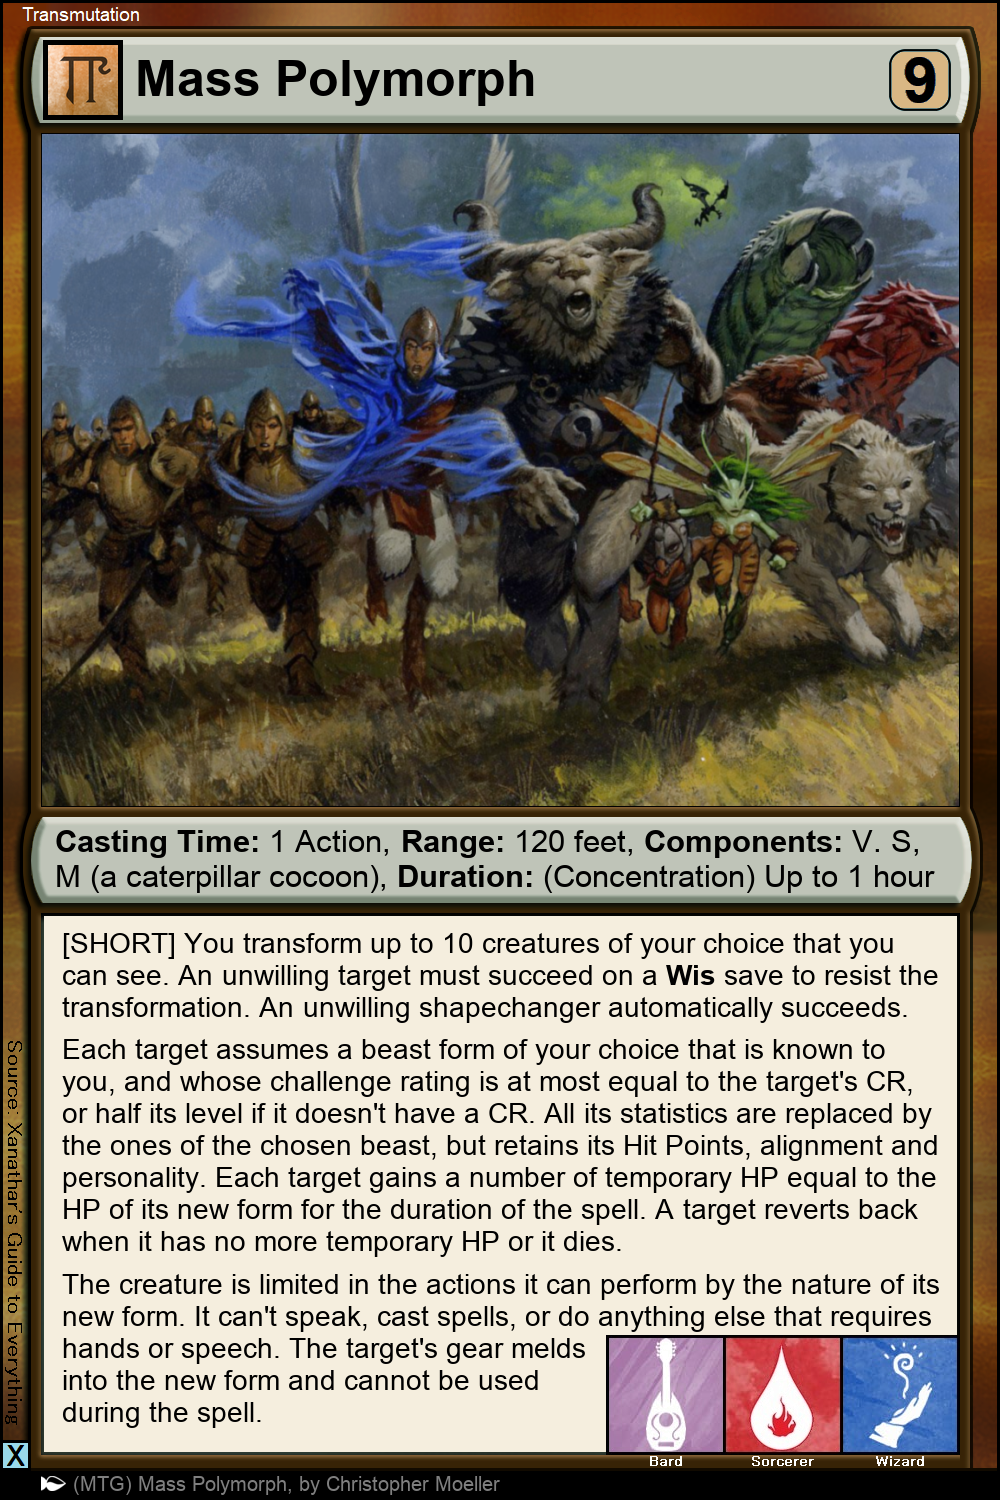 Transmutation
Mass Polymorph
9
Casting Time: 1 Action, Range: 120 feet, Components: V. S,
M (a caterpillar cocoon), Duration: (Concentration) Up to 1 hour
[SHORT] You transform up to 10 creatures of your choice that you
can see. An unwilling target must succeed on a Wis save to resist the
transformation. An unwilling shapechanger automatically succeeds.
Each target assumes a beast form of your choice that is known to
you, and whose challenge rating is at most equal to the target's CR,
or half its level if it doesn't have a CR. All its statistics are replaced by
the ones of the chosen beast, but retains its Hit Points, alignment and
personality. Each target gains a number of temporary HP equal to the
HP of its new form for the duration of the spell. A target reverts back
when it has no more temporary HP or it dies.
The creature is limited in the actions it can perform by the nature of its
new form. It can't speak, cast spells, or do anything else that requires
hands or speech. The target's gear melds
into the new form and cannot be used
during the spell.
Bard
Sorcerer
Wizard
Source: Xanathar's Guide to Everything
X
(MTG) Mass Polymorph, by Christopher Moeller